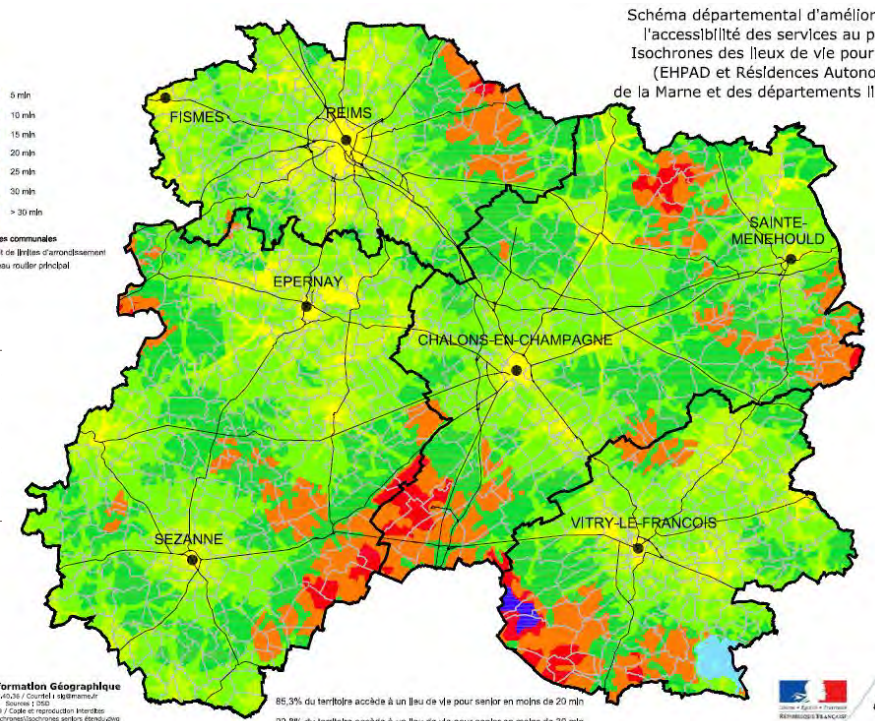 Schéma départemental d'amélior
l'accessibilité des services au p
Isochrones des lieux de vie pour
(EHPAD et Résidences Autono
de la Marne et des départements li
5 min
10 min
15 min
20 min
25 min
30 min
> 30 min
es communales
t de limites d'arrondissement
au routier principal
FISMES
REIMS
SAINTE-
MENEHOULD
EPERNAY
CHALONS-EN-CHAMPAGNE
VITRY-LE-FRANCOIS
SEZANNE
formation Géographique
/ Copie et reproduction interdites
85,3% du territoire accède à un lieu de vie pour senior en moins de 20 min
RÉPUBLIQUE FRANÇAISE